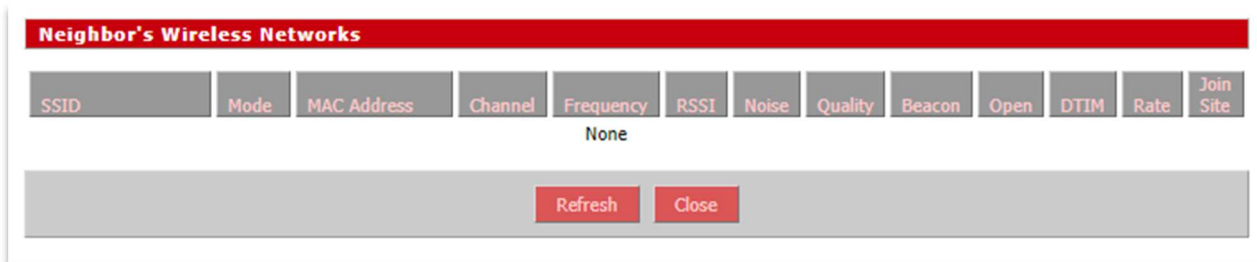 Neighbor's Wireless Networks
SSID Mode MAC Address Channel Frequency RSSI Noise Quality Beacon Open DTIM Rate Join Site
None
Refresh Close